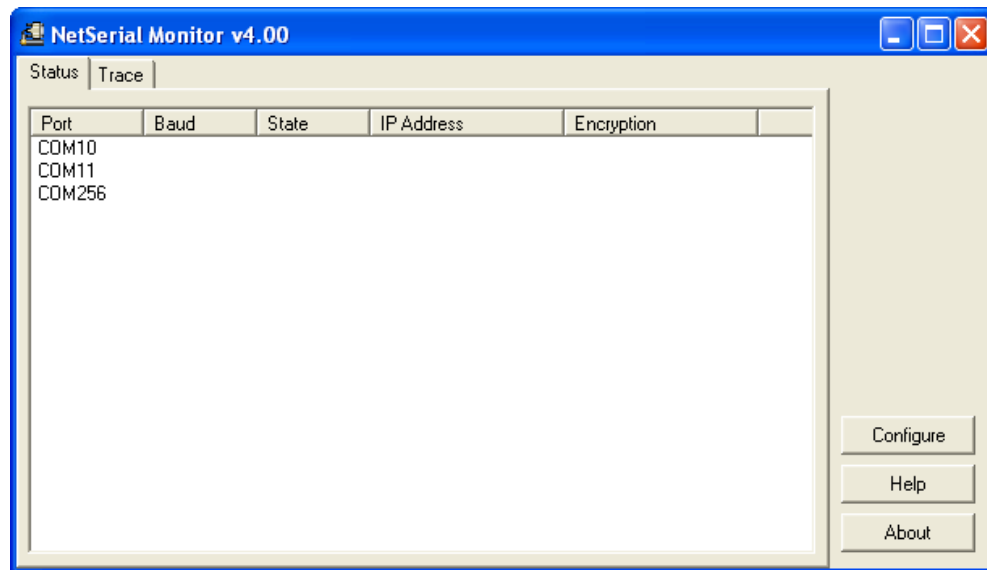 NetSerial Monitor v4.00
Status Trace
Port Baud State IP Address Encryption
COM10
COM11
COM256
Configure
Help
About